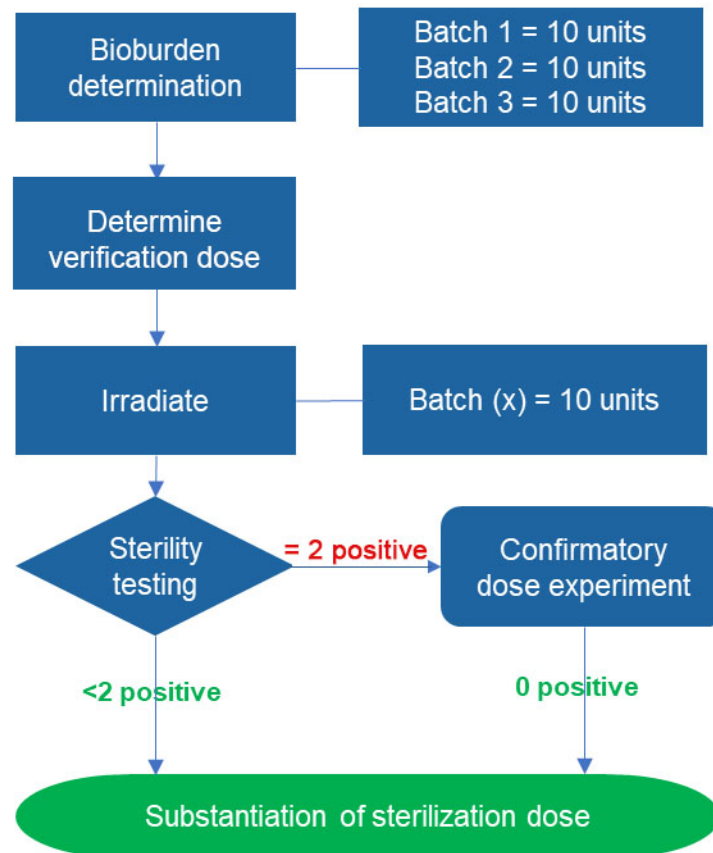 Bioburden
determination
Batch 1 = 10 units
Batch 2 = 10 units
Batch 3 = 10 units
Determine
verification dose
Irradiate
Batch (x) = 10 units
Sterility
testing
= 2 positive
Confirmatory
dose experiment
<2 positive
0 positive
Substantiation of sterilization dose